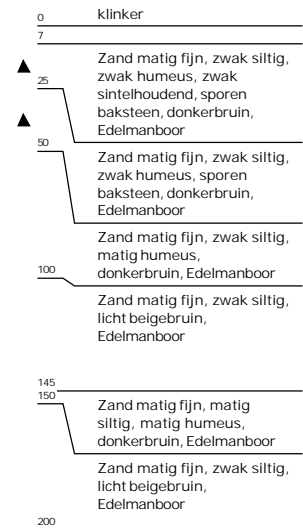 0 klinker
7
Zand matig fijn, zwak siltig,
zwak humeus, zwak
25 sintelhoudend, sporen
baksteen, donkerbruin,
Edelmanboor
50
Zand matig fijn, zwak siltig,
zwak humeus, sporen
baksteen, donkerbruin,
Edelmanboor
Zand matig fijn, zwak siltig,
matig humeus,
100 donkerbruin, Edelmanboor
Zand matig fijn, zwak siltig,
licht beigebruin,
Edelmanboor
145
150
Zand matig fijn, matig
siltig, matig humeus,
donkerbruin, Edelmanboor
Zand matig fijn, zwak siltig,
licht beigebruin,
Edelmanboor
200